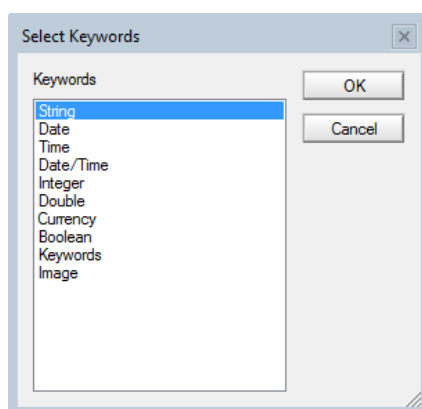 Select Keywords
Keywords
OK
String
Date
Cancel
Time
Date/Time
Integer
Double
Currency
Boolean
Keywords
Image